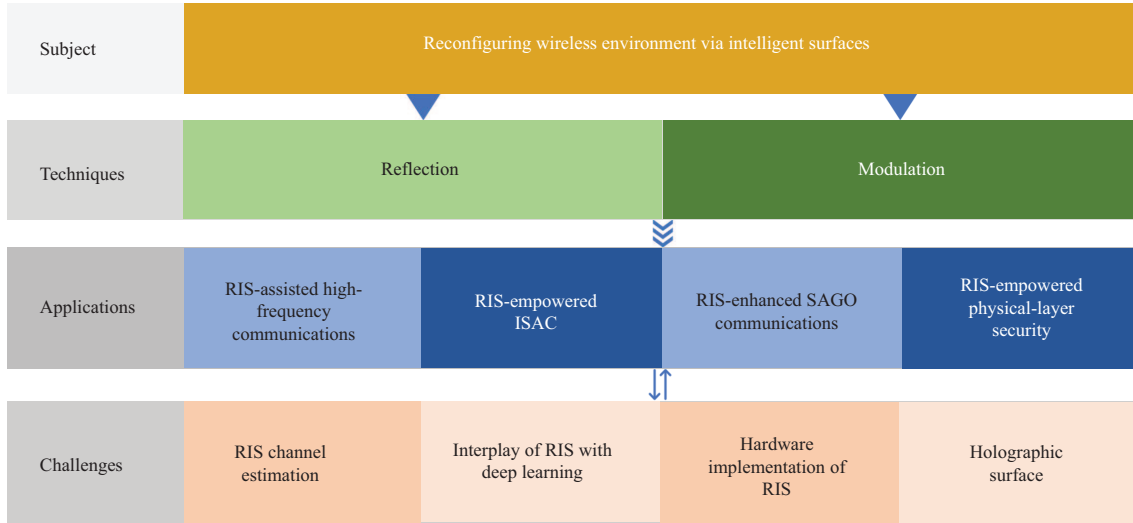 Subject
Reconfiguring wireless environment via intelligent surfaces
Techniques
Reflection
Modulation
Applications
RIS-assisted high-
frequency communications
RIS-empowered
ISAC
RIS-enhanced SAGO
communications
RIS-empowered
physical-layer
security
Challenges
RIS channel
estimation
Interplay of RIS with
deep learning
Hardware
implementation of
RIS
Holographic
surface